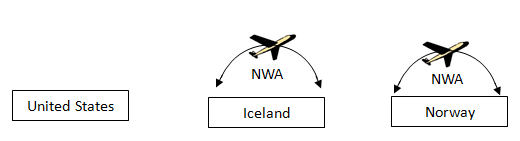 NWA
NWA
United States
Iceland
Norway